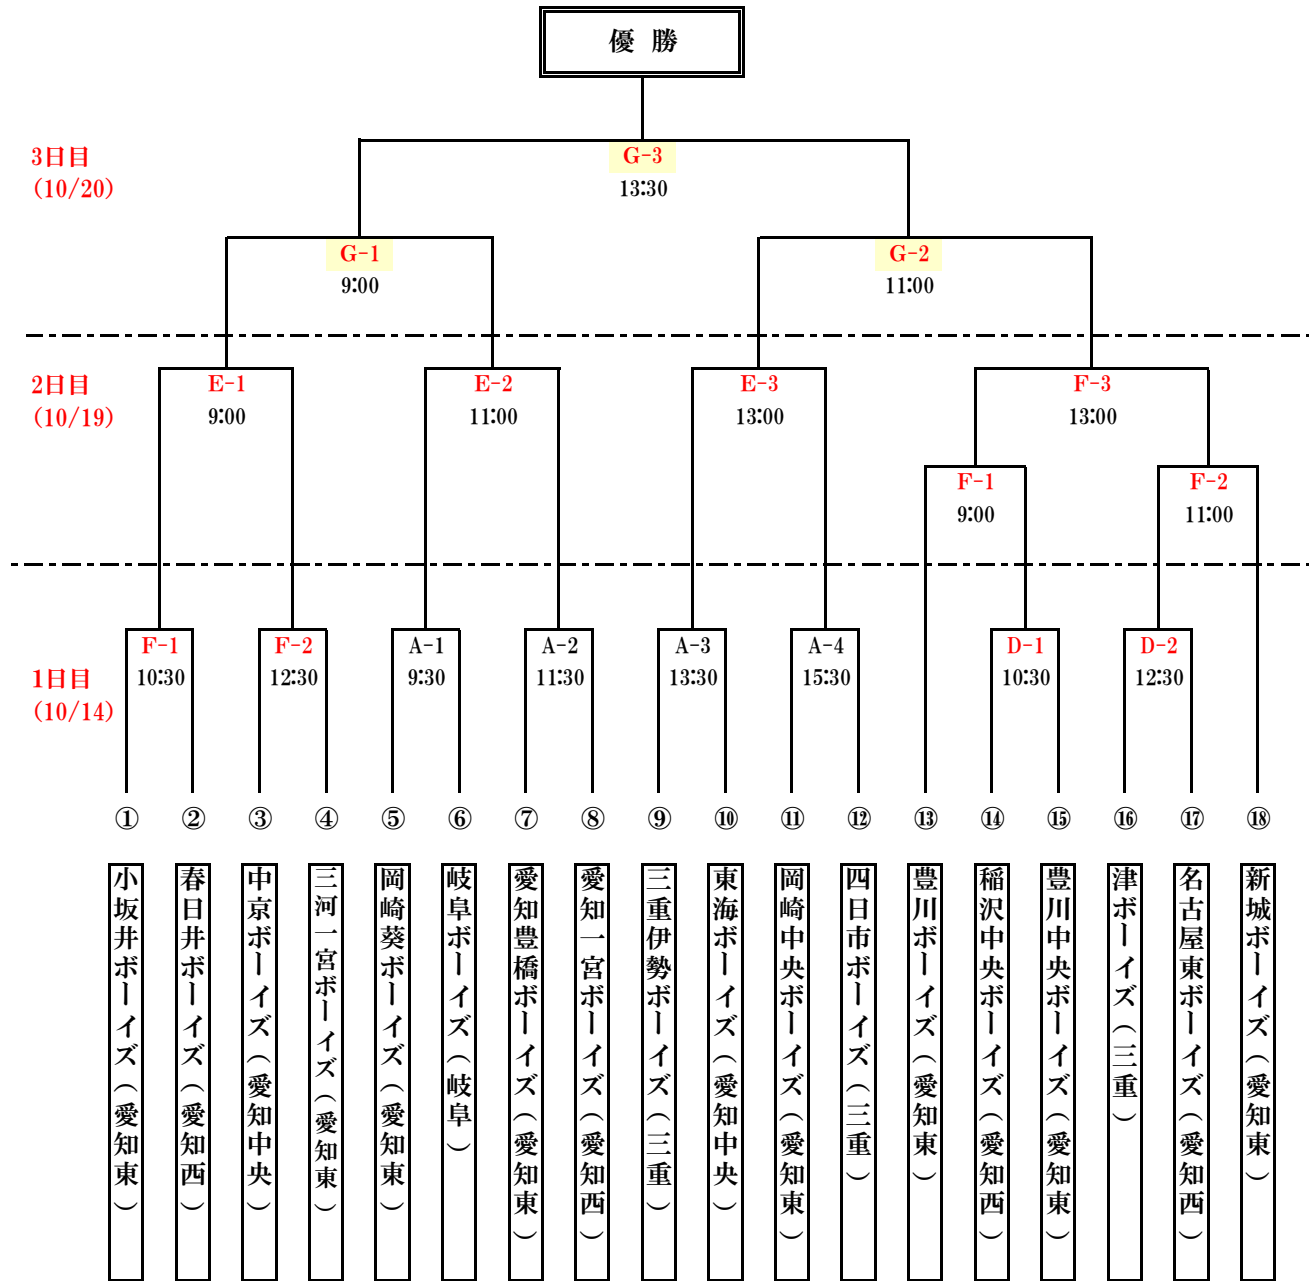 優 勝
3日目
(10/20)
G-3
13:30
G-1
9:00
G-2
11:00
2日目
(10/19)
E-1
9:00
E-2
11:00
E-3
13:00
F-3
13:00
F-1
9:00
F-2
11:00
1日目
(10/14)
F-1
10:30
F-2
12:30
A-1
9:30
A-2
11:30
A-3
13:30
A-4
15:30
D-1
10:30
D-2
12:30
① ② ③ ④ ⑤ ⑥ ⑦ ⑧ ⑨ ⑩ ⑪ ⑫ ⑬ ⑭ ⑮ ⑯ ⑰ ⑱
小坂井ボーイズ(愛知東)
春日井ボーイズ(愛知西)
中京ボーイズ(愛知中央)
三河一宮ボーイズ(愛知東)
岡崎葵ボーイズ(愛知東)
岐阜ボーイズ(岐阜)
愛知豊橋ボーイズ(愛知東)
愛知一宮ボーイズ(愛知西)
三重伊勢ボーイズ(三重)
東海ボーイズ(愛知中央)
岡崎中央ボーイズ(愛知東)
四日市ボーイズ(三重)
豊川ボーイズ(愛知東)
稲沢中央ボーイズ(愛知西)
豊川中央ボーイズ(愛知東)
津ボーイズ(三重)
名古屋東ボーイズ(愛知西)
新城ボーイズ(愛知東)